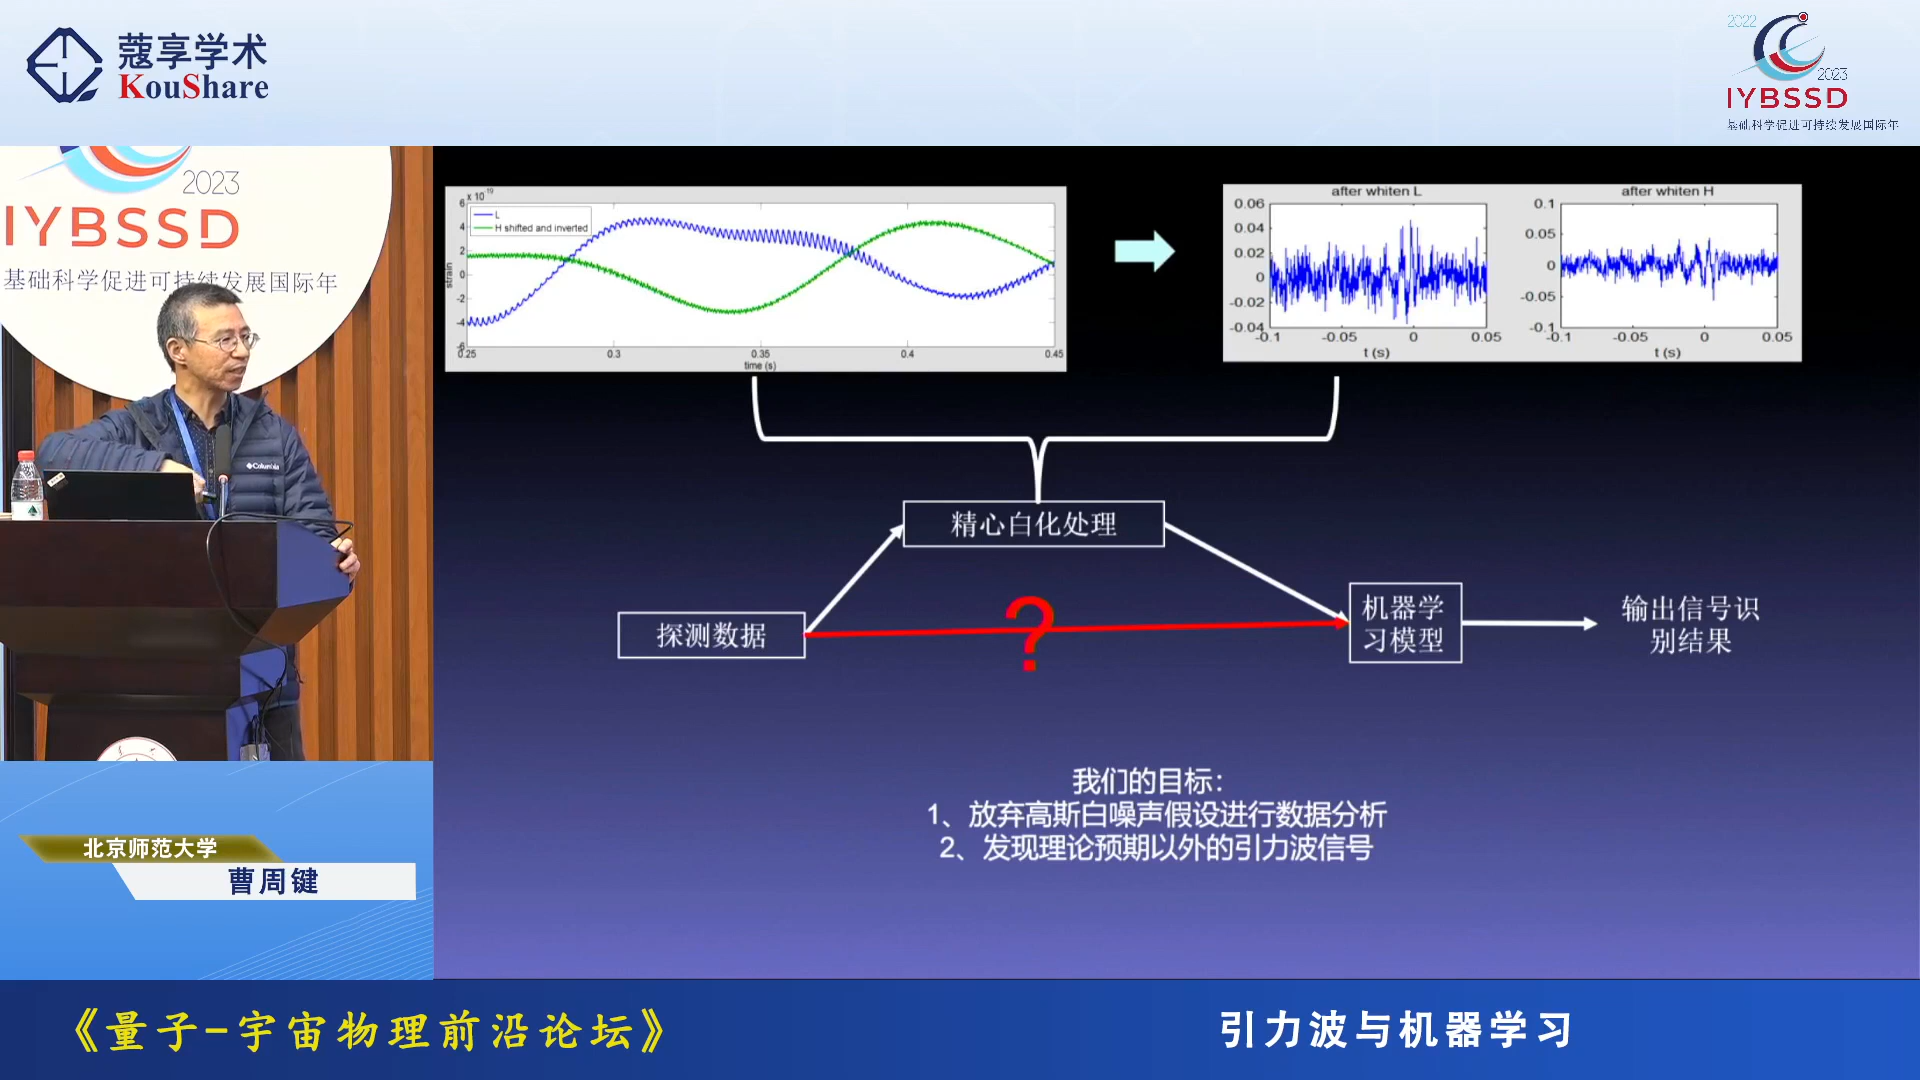 蔻享学术
KouShare
2022
2023
IYBSSD
基础科学促进可持续发展国际年
2023
IYBSSD
基础科学促进可持续发展国际年
Columbia
x 10^-19
L
H shifted and inverted
6
4
2
0
-2
-4
-6
strain
0.25 0.3 0.35 0.4 0.45
time (s)
after whiten L
0.06
0.04
0.02
0
-0.02
-0.04
-0.1 -0.05 0 0.05
t (s)
after whiten H
0.1
0.05
0
-0.05
-0.1
-0.1 -0.05 0 0.05
t (s)
精心白化处理
探测数据
?
机器学
习模型
输出信号识
别结果
我们的目标：
1、放弃高斯白噪声假设进行数据分析
2、发现理论预期以外的引力波信号
北京师范大学
曹周键
《量子-宇宙物理前沿论坛》
引力波与机器学习